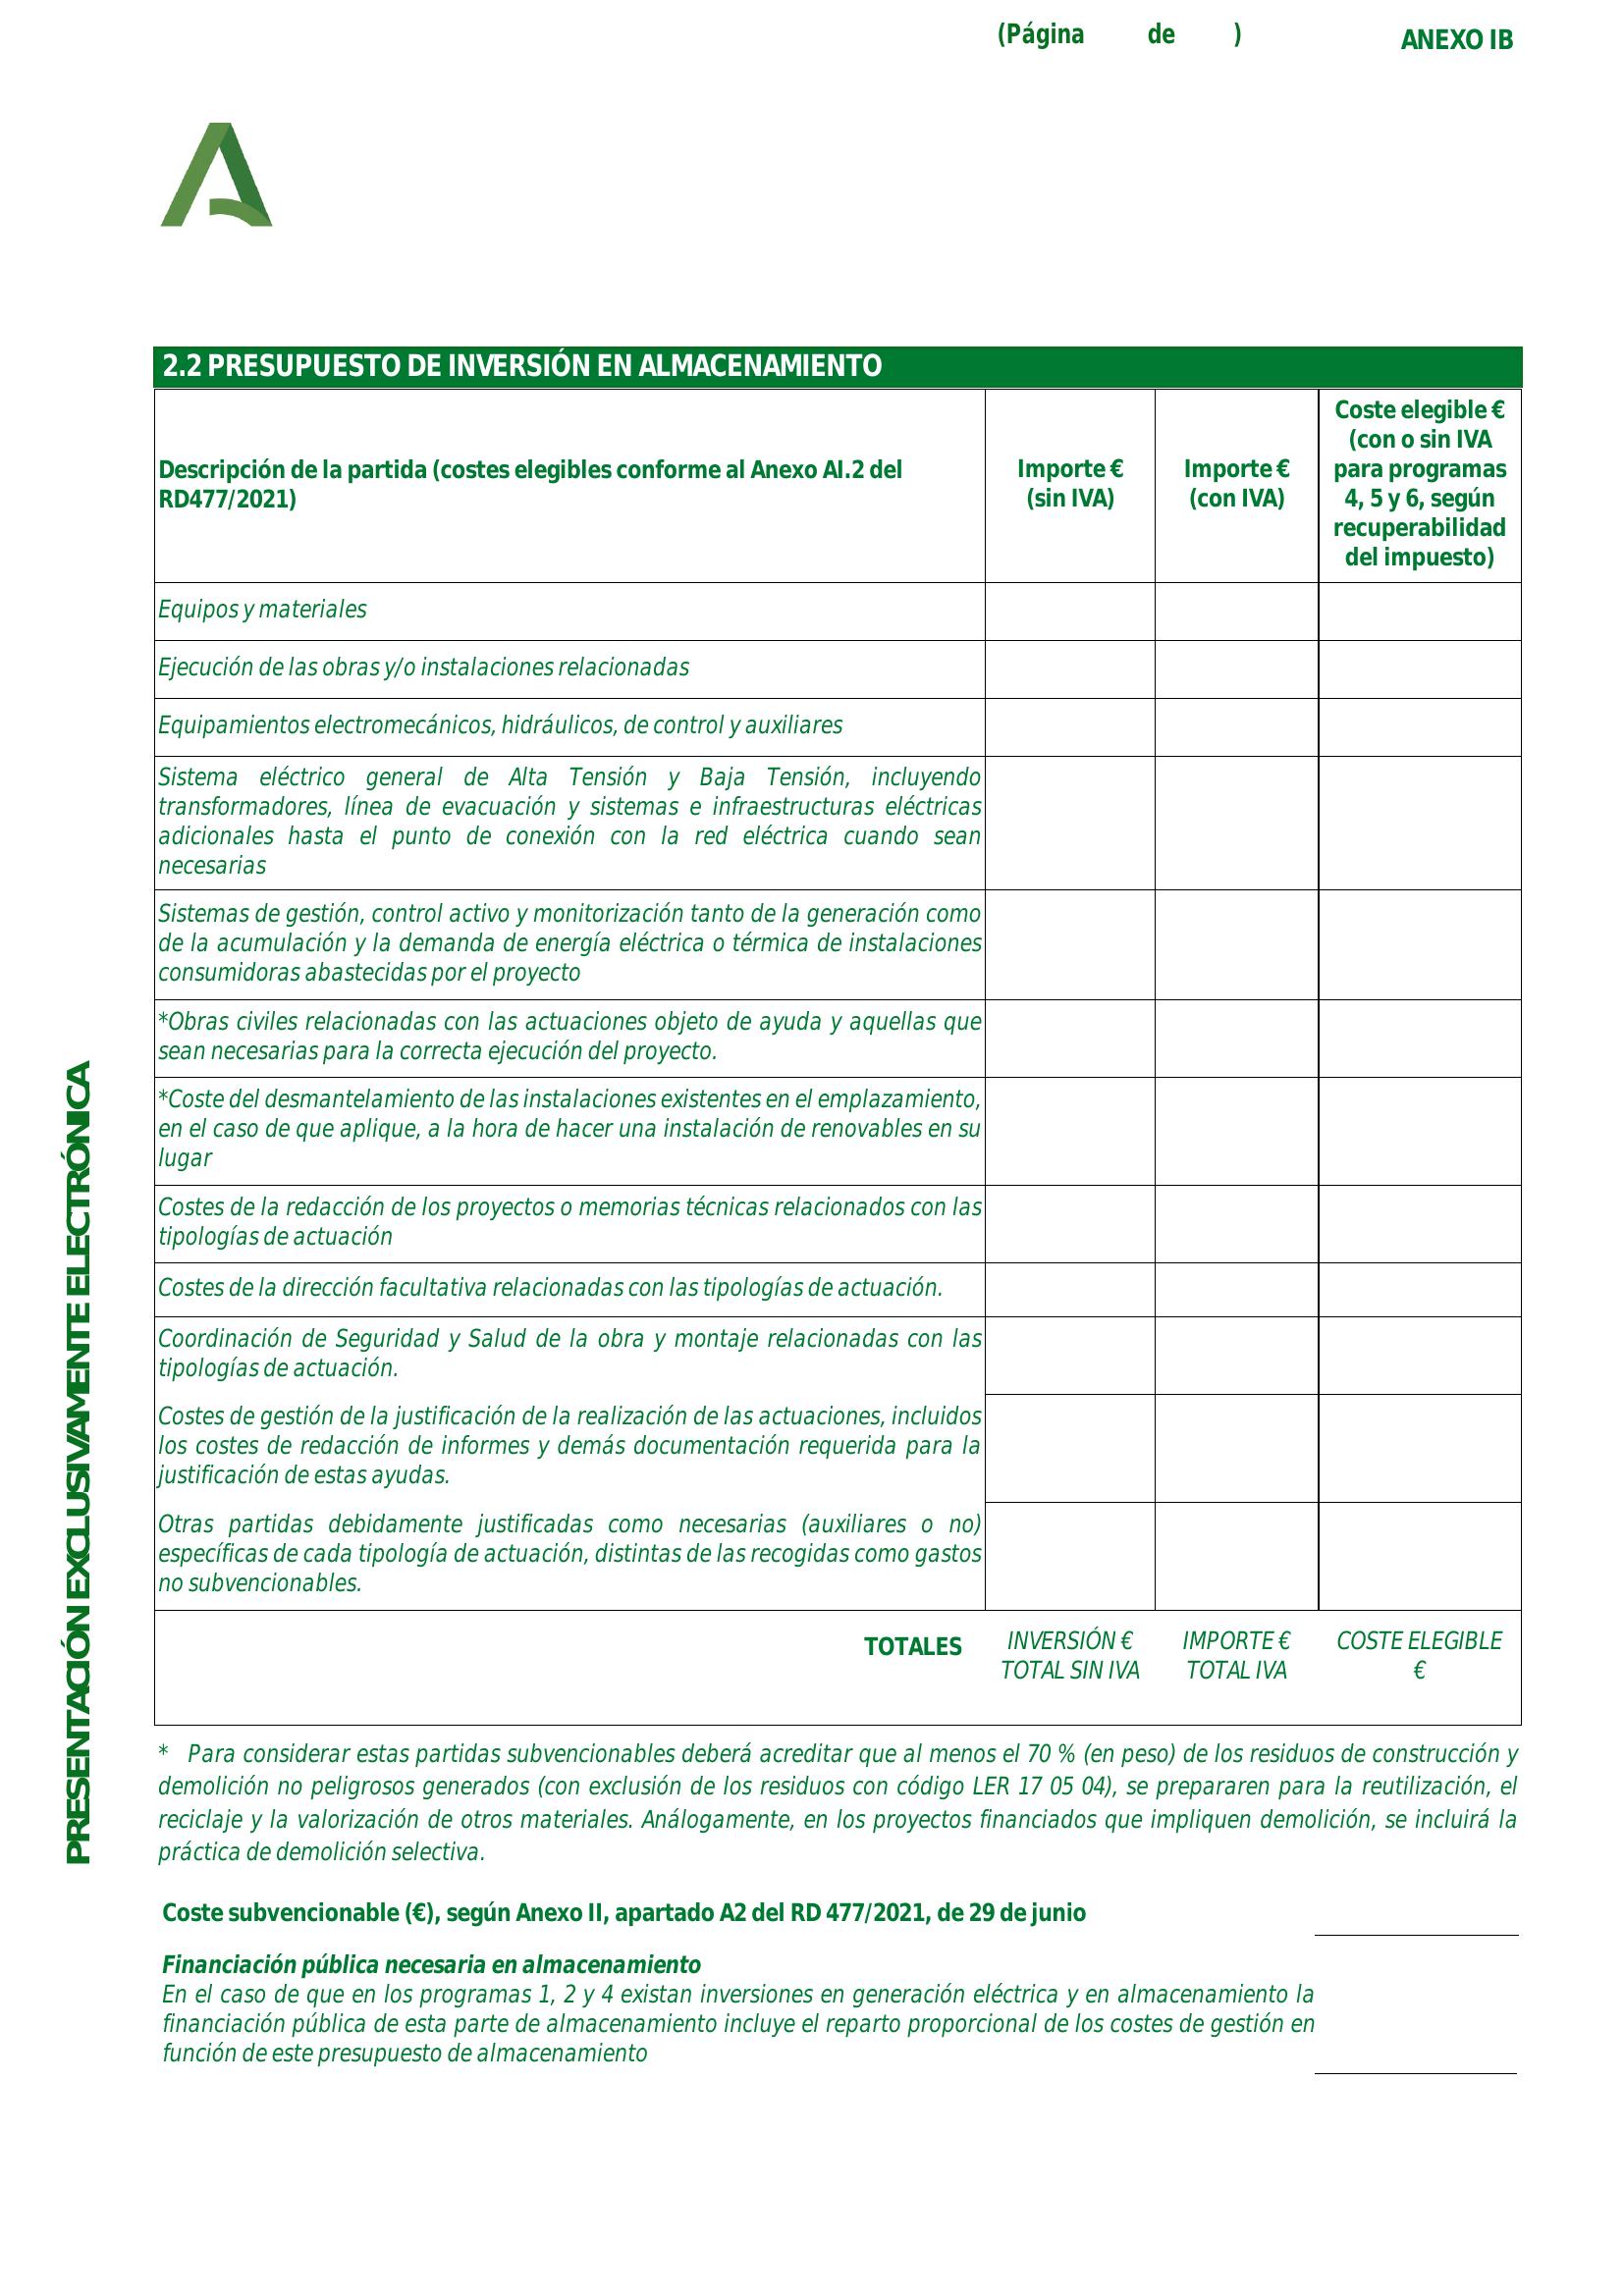 (Página de )
ANEXO IB
2.2 PRESUPUESTO DE INVERSIÓN EN ALMACENAMIENTO
Descripción de la partida (costes elegibles conforme al Anexo AI.2 del
RD477/2021)
Importe €
(sin IVA)
Importe €
(con IVA)
Coste elegible €
(con o sin IVA
para programas
4, 5 y 6, según
recuperabilidad
del impuesto)
Equipos y materiales
Ejecución de las obras y/o instalaciones relacionadas
Equipamientos electromecánicos, hidráulicos, de control y auxiliares
Sistema eléctrico general de Alta Tensión y Baja Tensión, incluyendo
transformadores, línea de evacuación y sistemas e infraestructuras eléctricas
adicionales hasta el punto de conexión con la red eléctrica cuando sean
necesarias
Sistemas de gestión, control activo y monitorización tanto de la generación como
de la acumulación y la demanda de energía eléctrica o térmica de instalaciones
consumidoras abastecidas por el proyecto
*Obras civiles relacionadas con las actuaciones objeto de ayuda y aquellas que
sean necesarias para la correcta ejecución del proyecto.
*Coste del desmantelamiento de las instalaciones existentes en el emplazamiento,
en el caso de que aplique, a la hora de hacer una instalación de renovables en su
lugar
Costes de la redacción de los proyectos o memorias técnicas relacionados con las
tipologías de actuación
Costes de la dirección facultativa relacionadas con las tipologías de actuación.
Coordinación de Seguridad y Salud de la obra y montaje relacionadas con las
tipologías de actuación.
Costes de gestión de la justificación de la realización de las actuaciones, incluidos
los costes de redacción de informes y demás documentación requerida para la
justificación de estas ayudas.
Otras partidas debidamente justificadas como necesarias (auxiliares o no)
específicas de cada tipología de actuación, distintas de las recogidas como gastos
no subvencionables.
TOTALES
INVERSIÓN €
TOTAL SIN IVA
IMPORTE €
TOTAL IVA
COSTE ELEGIBLE
€
* Para considerar estas partidas subvencionables deberá acreditar que al menos el 70 % (en peso) de los residuos de construcción y
demolición no peligrosos generados (con exclusión de los residuos con código LER 17 05 04), se prepararen para la reutilización, el
reciclaje y la valorización de otros materiales. Análogamente, en los proyectos financiados que impliquen demolición, se incluirá la
práctica de demolición selectiva.
Coste subvencionable (€), según Anexo II, apartado A2 del RD 477/2021, de 29 de junio
Financiación pública necesaria en almacenamiento
En el caso de que en los programas 1, 2 y 4 existan inversiones en generación eléctrica y en almacenamiento la
financiación pública de esta parte de almacenamiento incluye el reparto proporcional de los costes de gestión en
función de este presupuesto de almacenamiento
PRESENTACIÓN EXCLUSIVAMENTE ELECTRÓNICA